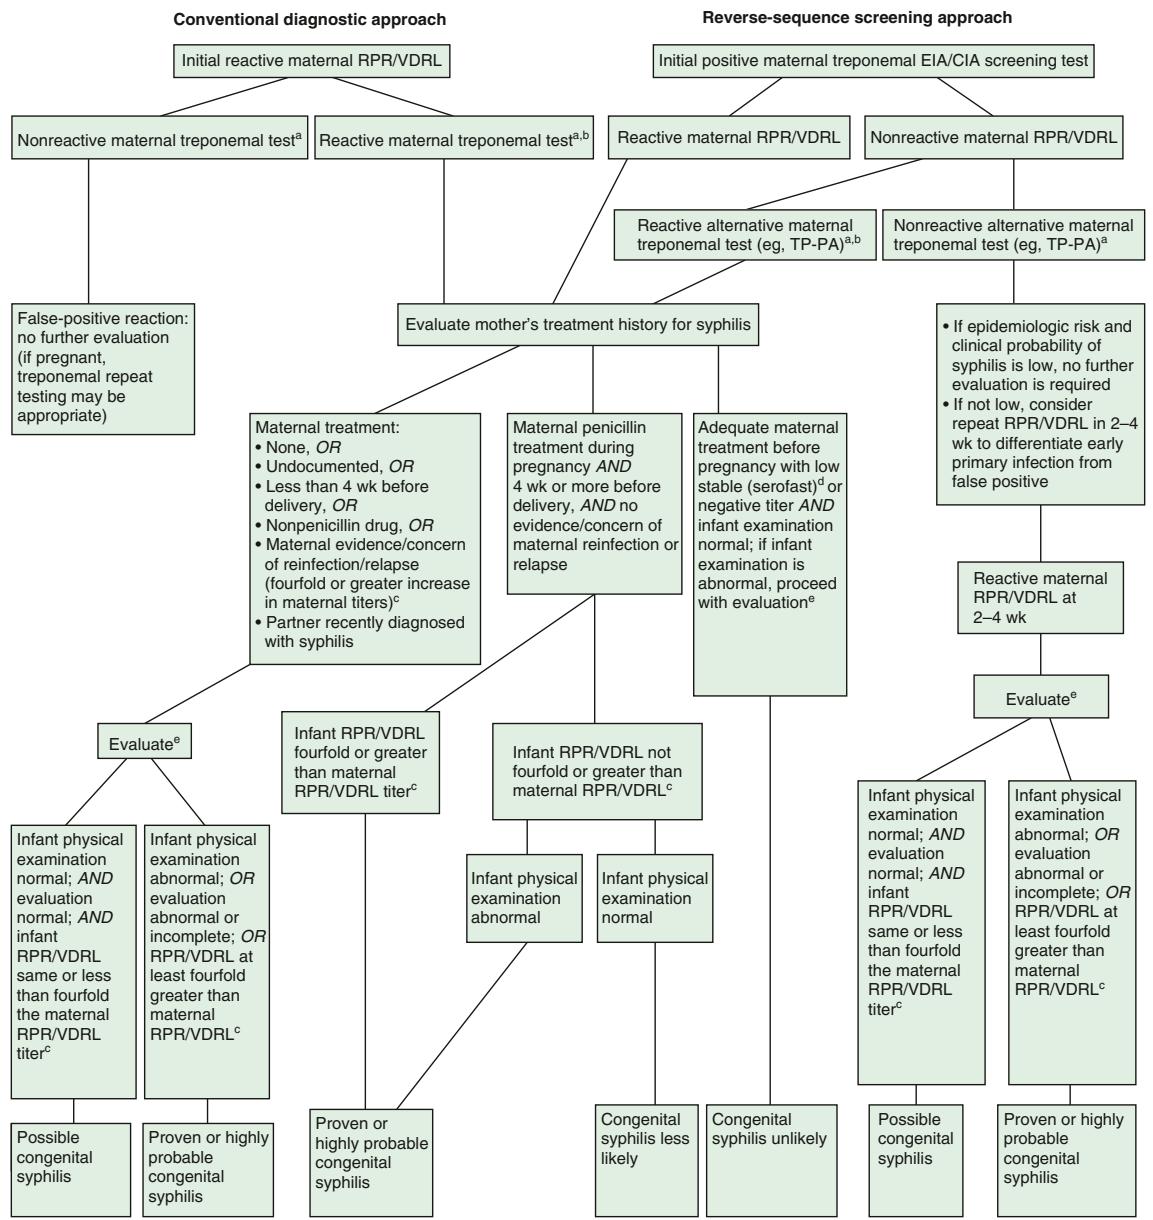 Conventional diagnostic approach
Reverse-sequence screening approach
Initial reactive maternal RPR/VDRL
Initial positive maternal treponemal EIA/CIA screening test
Nonreactive maternal treponemal testᵃ
Reactive maternal treponemal testᵃ,ᵇ
Reactive maternal RPR/VDRL
Nonreactive maternal RPR/VDRL
Reactive alternative maternal
treponemal test (eg, TP-PA)ᵃ,ᵇ
Nonreactive alternative maternal
treponemal test (eg, TP-PA)ᵃ
False-positive reaction:
no further evaluation
(if pregnant,
treponemal repeat
testing may be
appropriate)
Evaluate mother's treatment history for syphilis
• If epidemiologic risk and
clinical probability of
syphilis is low, no further
evaluation is required
• If not low, consider
repeat RPR/VDRL in 2–4
wk to differentiate early
primary infection from
false positive
Maternal treatment:
• None, OR
• Undocumented, OR
• Less than 4 wk before
delivery, OR
• Nonpenicillin drug, OR
• Maternal evidence/concern
of reinfection/relapse
(fourfold or greater increase
in maternal titers)ᶜ
• Partner recently diagnosed
with syphilis
Maternal penicillin
treatment during
pregnancy AND
4 wk or more before
delivery, AND no
evidence/concern of
maternal reinfection or
relapse
Adequate maternal
treatment before
pregnancy with low
stable (serofast)ᵈ or
negative titer AND
infant examination
normal; if infant
examination is
abnormal, proceed
with evaluationᵉ
Reactive maternal
RPR/VDRL at
2–4 wk
Evaluateᵉ
Evaluateᵉ
Infant RPR/VDRL
fourfold or greater
than maternal
RPR/VDRL titerᶜ
Infant RPR/VDRL not
fourfold or greater than
maternal RPR/VDRLᶜ
Infant physical
examination
normal; AND
evaluation
normal; AND
infant
RPR/VDRL
same or less
than fourfold
the maternal
RPR/VDRL
titerᶜ
Infant physical
examination
abnormal; OR
evaluation
abnormal or
incomplete; OR
RPR/VDRL at
least fourfold
greater than
maternal
RPR/VDRLᶜ
Infant physical
examination
abnormal
Infant physical
examination
normal
Infant physical
examination
normal; AND
evaluation
normal; AND
infant
RPR/VDRL
same or less
than fourfold
the maternal
RPR/VDRL
titerᶜ
Infant physical
examination
abnormal; OR
evaluation
abnormal or
incomplete; OR
RPR/VDRL at
least fourfold
greater than
maternal
RPR/VDRLᶜ
Possible
congenital
syphilis
Proven or highly
probable
congenital
syphilis
Proven or
highly probable
congenital
syphilis
Congenital
syphilis less
likely
Congenital
syphilis unlikely
Possible
congenital
syphilis
Proven or highly
probable
congenital
syphilis